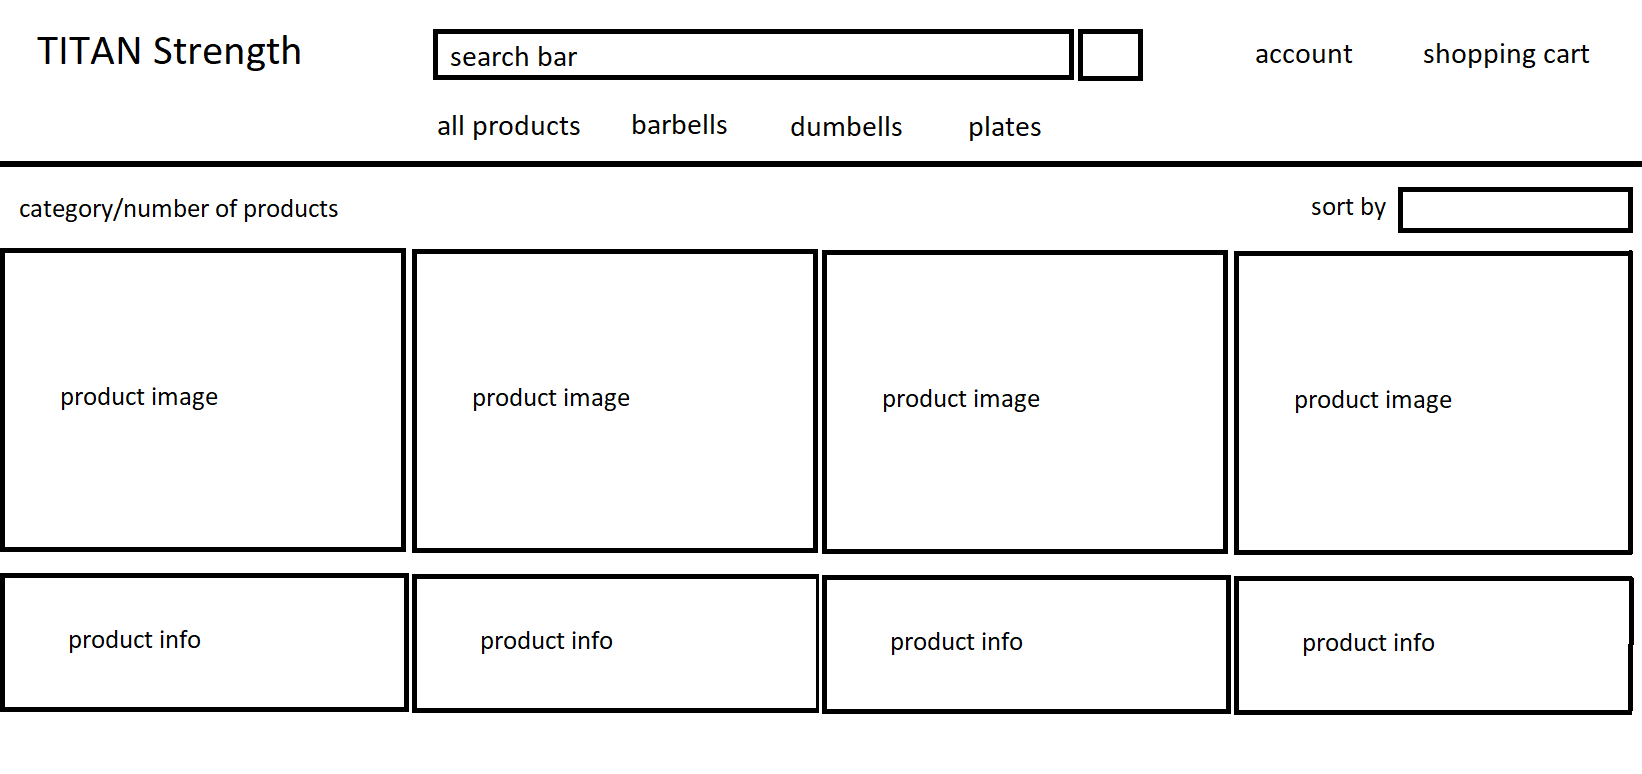 TITAN Strength
search bar
account
shopping cart
all products
barbells
dumbells
plates
category/number of products
sort by
product image
product image
product image
product image
product info
product info
product info
product info